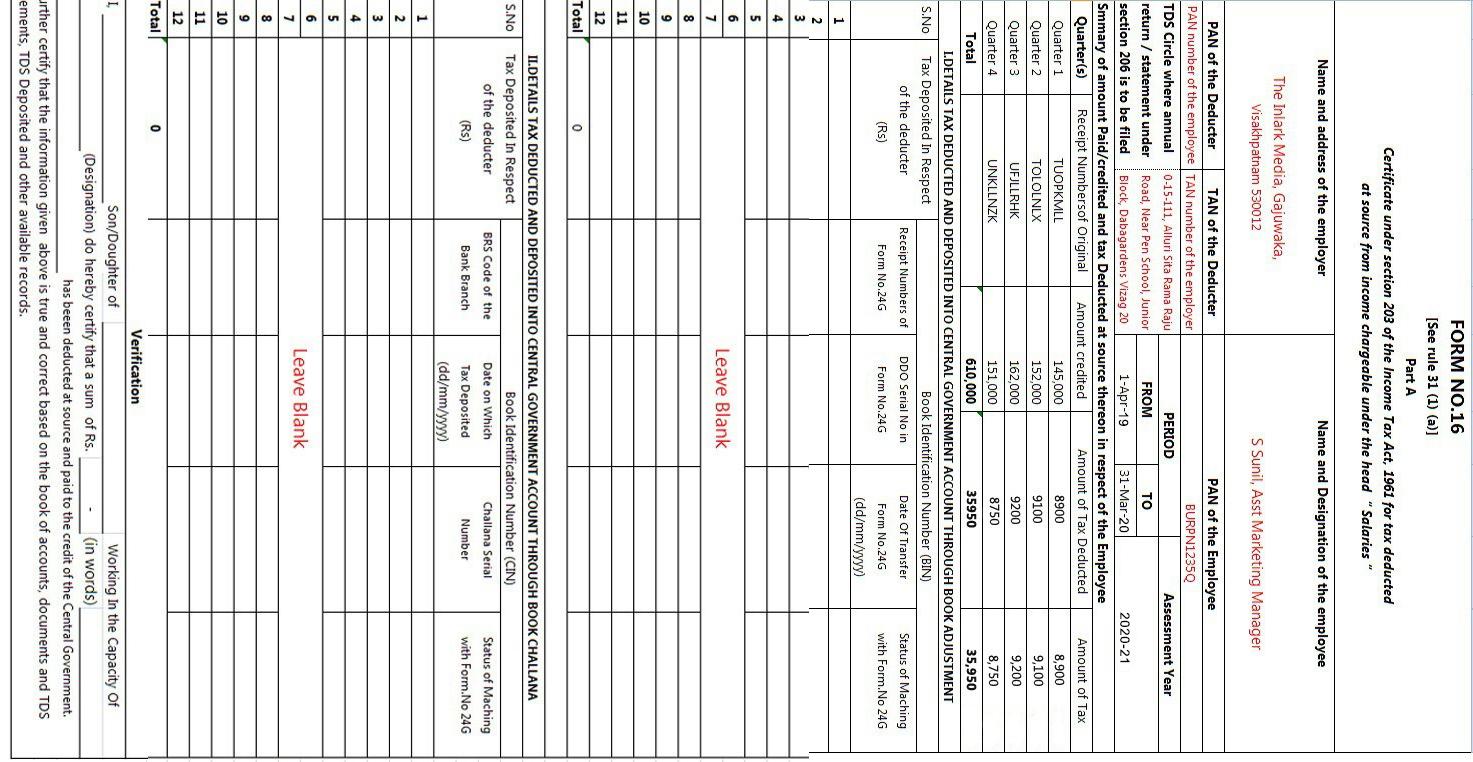 FORM NO.16
[See rule 31 (1) (a)]
Part A
Certificate under section 203 of the Income Tax Act, 1961 for tax deducted
at source from income chargeable under the head " Salaries "
Name and address of the employer
Name and Designation of the employee
The Inlark Media, Gajuwaka,
Visakhpatnam 530012
S Sunil, Asst Marketing Manager
PAN of the Deducter
TAN of the Deducter
PAN of the Employee
PAN number of the employee
TAN number of the employer
BURPN1235Q
TDS Circle where annual
return / statement under
section 206 is to be filed
0-15-111, Alluri Sita Rama Raju
Road, Near Pen School, Junior
Block, Dabagardens Vizag 20
PERIOD
Assessment Year
FROM
TO
1-Apr-19
31-Mar-20
2020-21
Smmary of amount Paid/credited and tax Deducted at source thereon in respect of the Employee
Quarter(s) Receipt Numbersof Original Amount credited Amount of Tax Deducted Amount of Tax
Quarter 1 TUOPKMLL 145,000 8900 8,900
Quarter 2 TOLOLNLX 152,000 9100 9,100
Quarter 3 UFJLLRHK 162,000 9200 9,200
Quarter 4 UNKLLNZK 151,000 8750 8,750
Total 610,000 35950 35,950
I.DETAILS TAX DEDUCTED AND DEPOSITED INTO CENTRAL GOVERNMENT ACCOUNT THROUGH BOOK ADJUSTMENT
S.No
Tax Deposited In Respect
of the deducter
(Rs)
Book Identification Number (BIN)
Receipt Numbers of
Form No.24G
DDO Serial No in
Form No.24G
Date Of Transfer
Form No.24G
(dd/mm/yyyy)
Status of Maching
with Form.No 24G
1
2
3
4
5
6
7
Leave Blank
8
9
10
11
12
Total 0
II.DETAILS TAX DEDUCTED AND DEPOSITED INTO CENTRAL GOVERNMENT ACCOUNT THROUGH BOOK CHALLANA
S.No
Tax Deposited In Respect
of the deducter
(Rs)
Book Identification Number (CIN)
BRS Code of the
Bank Branch
Date on Which
Tax Deposited
(dd/mm/yyyy)
Challana Serial
Number
Status of Maching
with Form.No 24G
1
2
3
4
5
6
7
Leave Blank
8
9
10
11
12
Total 0
Verification
I, Son/Doughter of Working In the Capacity Of
(Designation) do hereby certify that a sum of Rs. - (in words)
has beeen deducted at source and paid to the credit of the Central Government.
urther certify that the information given above is true and correct based on the book of accounts, documents and TDS
ements, TDS Deposited and other available records.